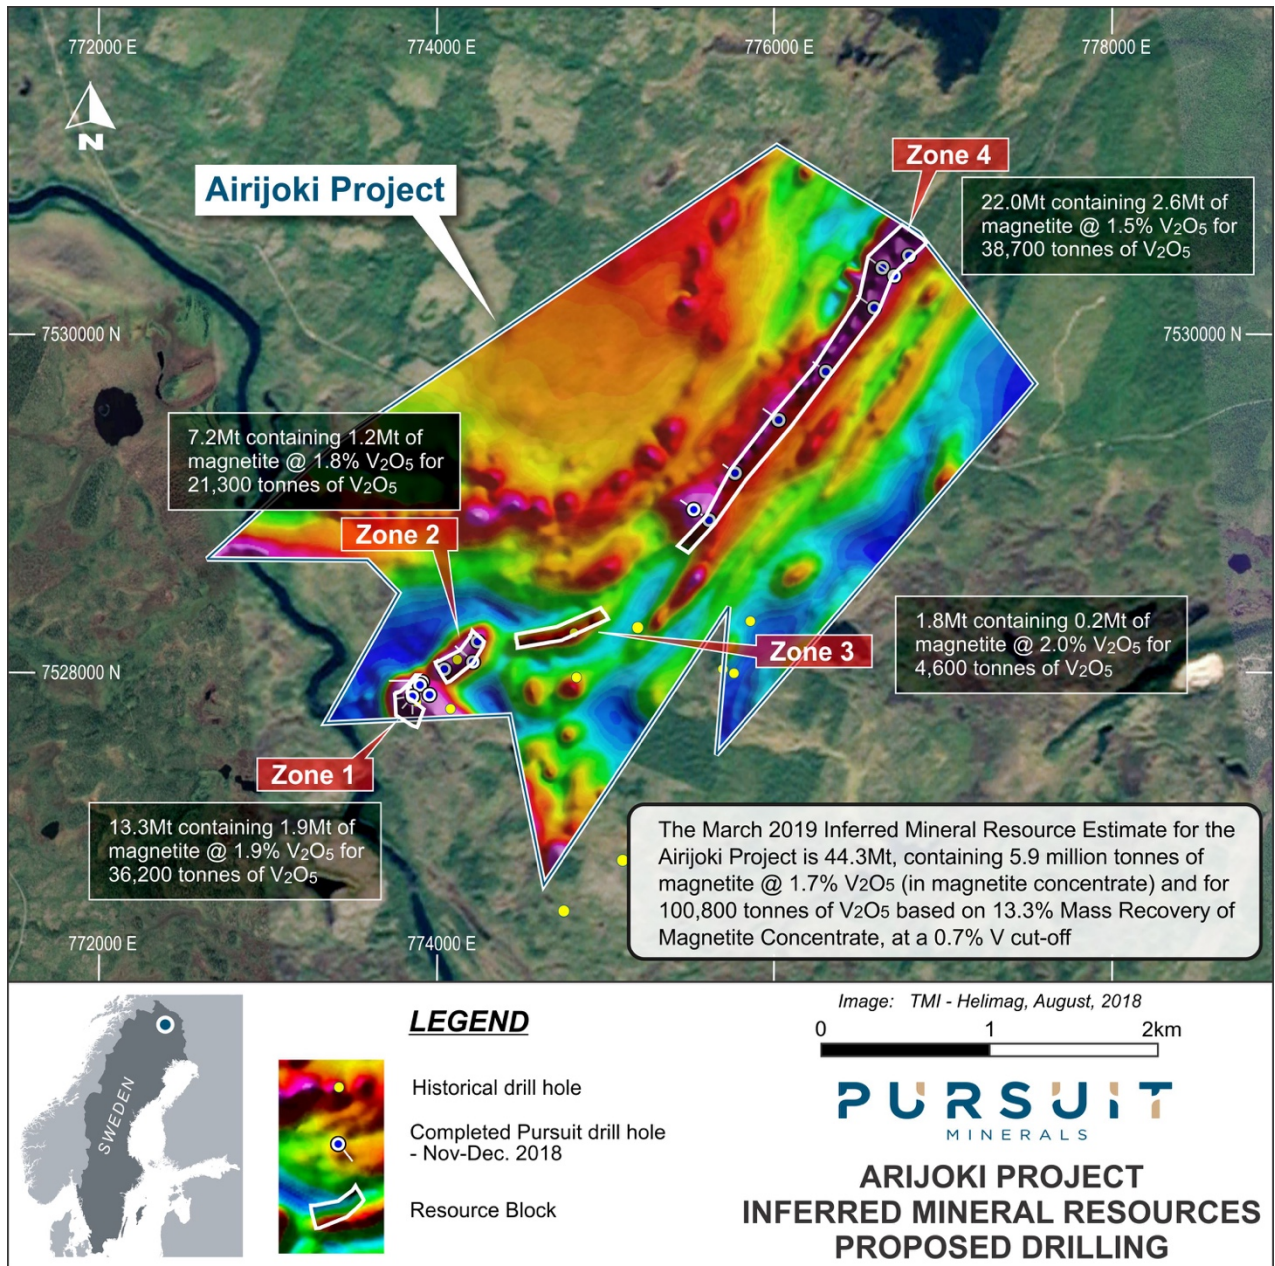 772000 E
774000 E
776000 E
778000 E
N
Airijoki Project
Zone 4
22.0Mt containing 2.6Mt of
magnetite @ 1.5% V2O5 for
38,700 tonnes of V2O5
7530000 N
7530000 N
7.2Mt containing 1.2Mt of
magnetite @ 1.8% V2O5 for
21,300 tonnes of V2O5
Zone 2
1.8Mt containing 0.2Mt of
magnetite @ 2.0% V2O5 for
4,600 tonnes of V2O5
Zone 3
7528000 N
Zone 1
13.3Mt containing 1.9Mt of
magnetite @ 1.9% V2O5 for
36,200 tonnes of V2O5
The March 2019 Inferred Mineral Resource Estimate for the
Airijoki Project is 44.3Mt, containing 5.9 million tonnes of
magnetite @ 1.7% V2O5 (in magnetite concentrate) and for
100,800 tonnes of V2O5 based on 13.3% Mass Recovery of
Magnetite Concentrate, at a 0.7% V cut-off
772000 E
774000 E
SWEDEN
LEGEND
Historical drill hole
Completed Pursuit drill hole
- Nov-Dec. 2018
Resource Block
Image: TMI - Helimag, August, 2018
0 1 2km
PURSUIT
MINERALS
ARIJOKI PROJECT
INFERRED MINERAL RESOURCES
PROPOSED DRILLING